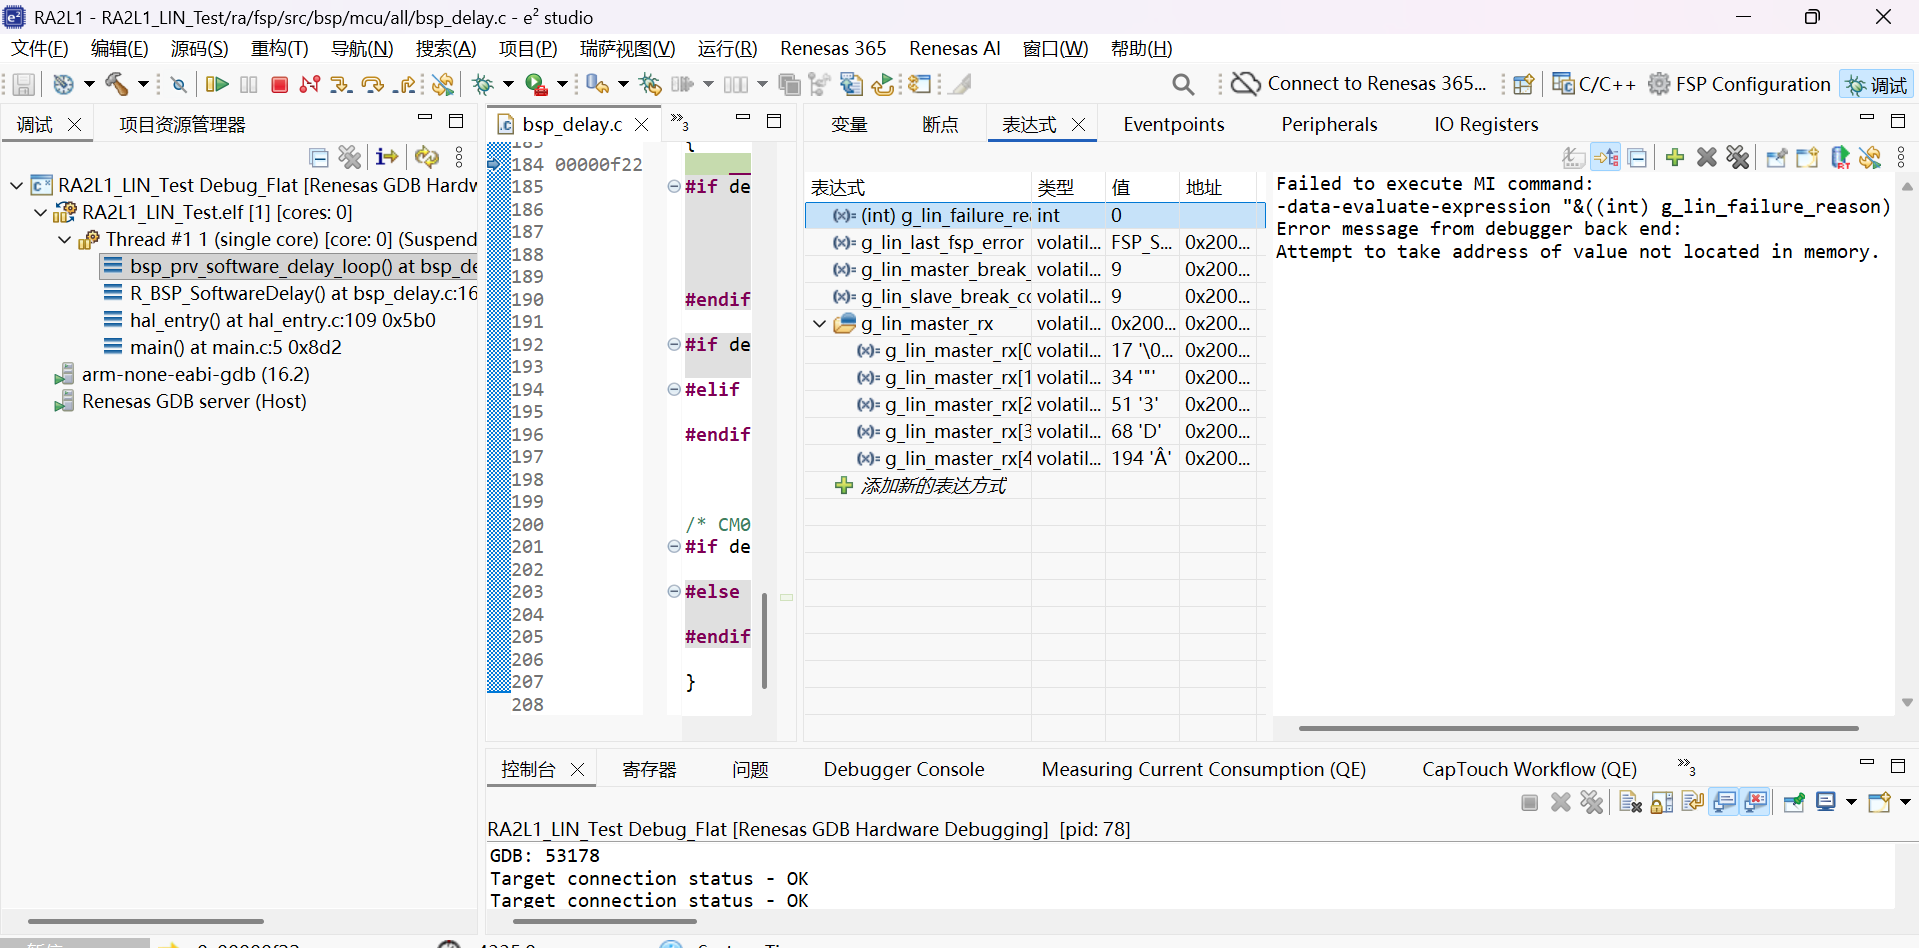 RA2L1 - RA2L1_LIN_Test/ra/fsp/src/bsp/mcu/all/bsp_delay.c - e² studio
文件(F) 编辑(E) 源码(S) 重构(T) 导航(N) 搜索(A) 项目(P) 瑞萨视图(V) 运行(R) Renesas 365 Renesas AI 窗口(W) 帮助(H)
Connect to Renesas 365... C/C++ FSP Configuration 调试
调试 项目资源管理器
RA2L1_LIN_Test Debug_Flat [Renesas GDB Hardw
RA2L1_LIN_Test.elf [1] [cores: 0]
Thread #1 1 (single core) [core: 0] (Suspend
bsp_prv_software_delay_loop() at bsp_de
R_BSP_SoftwareDelay() at bsp_delay.c:16
hal_entry() at hal_entry.c:109 0x5b0
main() at main.c:5 0x8d2
arm-none-eabi-gdb (16.2)
Renesas GDB server (Host)
bsp_delay.c »3
183 {
184 00000f22
185 #if de
186
187
188
189
190 #endif
191
192 #if de
193
194 #elif
195
196 #endif
197
198
199
200 /* CM0
201 #if de
202
203 #else
204
205 #endif
206
207 }
208
变量 断点 表达式 Eventpoints Peripherals IO Registers
表达式 类型 值 地址
(x)= (int) g_lin_failure_rea int 0
(x)= g_lin_last_fsp_error volatil... FSP_S... 0x200...
(x)= g_lin_master_break_ volatil... 9 0x200...
(x)= g_lin_slave_break_co volatil... 9 0x200...
g_lin_master_rx volatil... 0x200... 0x200...
(x)= g_lin_master_rx[0 volatil... 17 '\0... 0x200...
(x)= g_lin_master_rx[1 volatil... 34 '"' 0x200...
(x)= g_lin_master_rx[2 volatil... 51 '3' 0x200...
(x)= g_lin_master_rx[3 volatil... 68 'D' 0x200...
(x)= g_lin_master_rx[4 volatil... 194 'Â' 0x200...
添加新的表达方式
Failed to execute MI command:
-data-evaluate-expression "&((int) g_lin_failure_reason)
Error message from debugger back end:
Attempt to take address of value not located in memory.
控制台 寄存器 问题 Debugger Console Measuring Current Consumption (QE) CapTouch Workflow (QE) »3
RA2L1_LIN_Test Debug_Flat [Renesas GDB Hardware Debugging] [pid: 78]
GDB: 53178
Target connection status - OK
Target connection status - OK